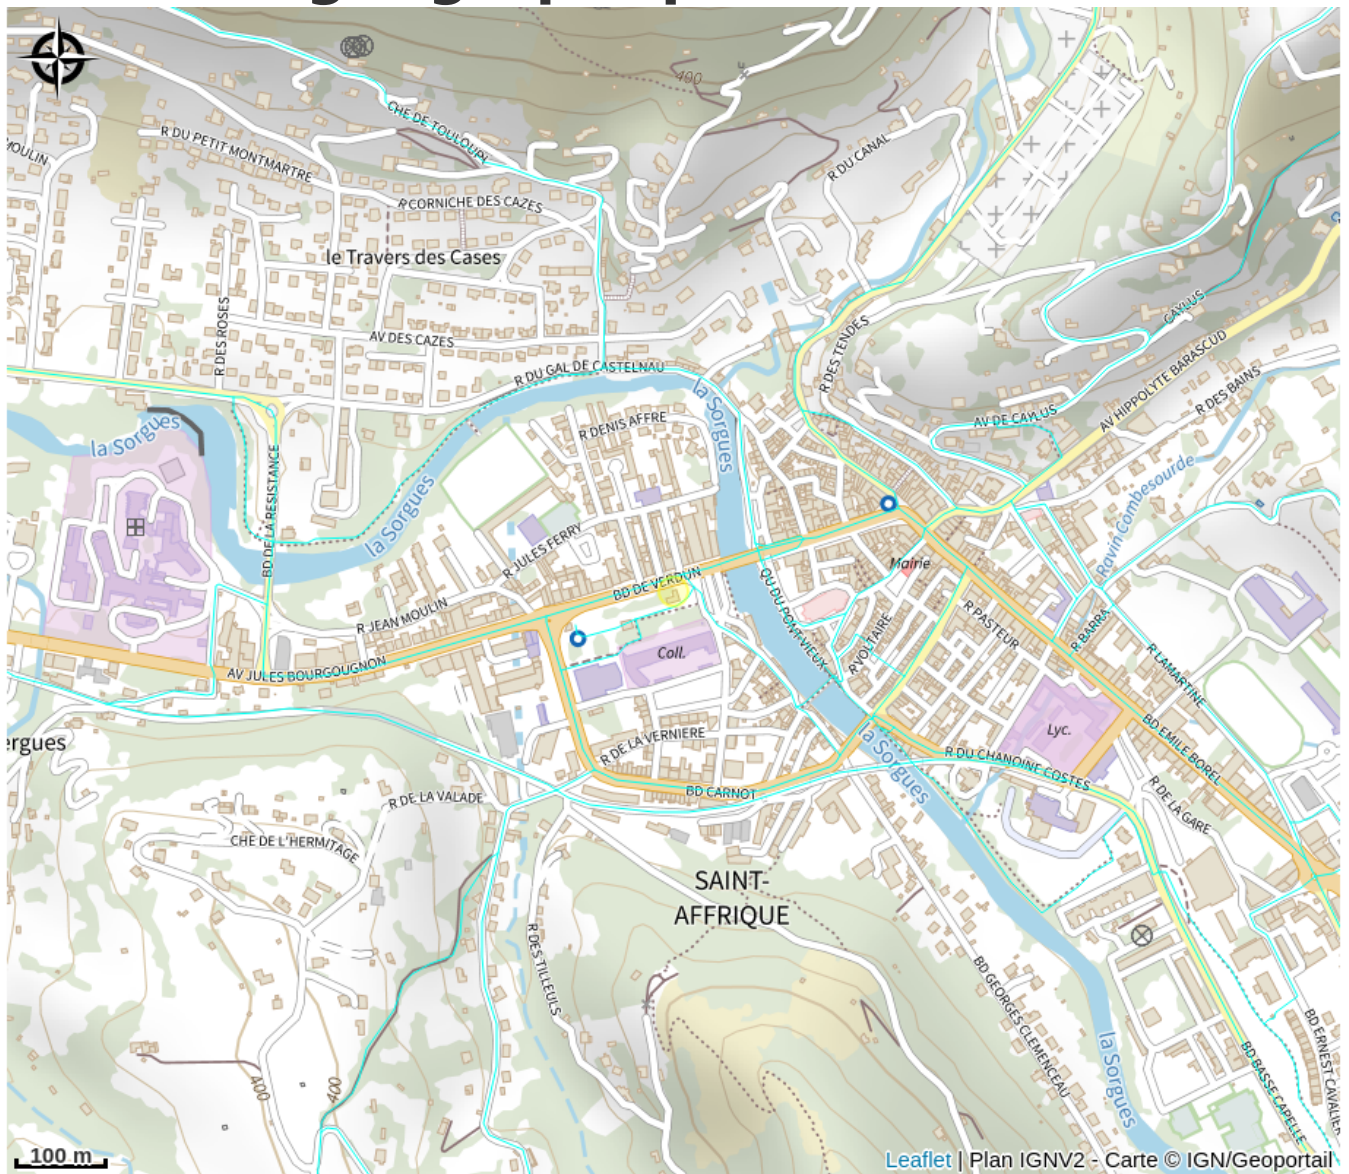 400
CHE DE TOULOUPI
R DU PETIT MONTMARTRE
MOULIN
R DU CANAL
R CORNICHE DES CAZES
le Travers des Cases
CAYLUS
R DES ROSES
AV DES CAZES
R DES TENDES
AV HIPPOLYTE BARASCUD
R DU GAL DE CASTELNAU
R DES BAINS
la Sorgues
la Sorgues
R DENIS AFFRE
AV DE CAYLUS
BD DE LA RESISTANCE
la Sorgues
Ravin Combesourde
R JULES FERRY
Mairie
BD DE VERDUN
QU DU PONT VIEUX
R JEAN MOULIN
R PASTEUR
R BARRA
R VOLTAIRE
Coll.
R LAMARTINE
AV JULES BOURGOUGNON
ergues
Lyc.
R DE LA VERNIERE
la Sorgues
BD EMILE BOREL
R DU CHANOINE COSTES
BD CARNOT
R DE LA VALADE
R DE LA GARE
CHE DE L'HERMITAGE
SAINT-
AFFRIQUE
R DES TILLEULS
BD GEORGES CLEMENCEAU
400
400
la Sorgues
BD BASSE CAPELLE
BD ERNEST CAVALIER
100 m
Leaflet | Plan IGNV2 - Carte © IGN/Geoportail